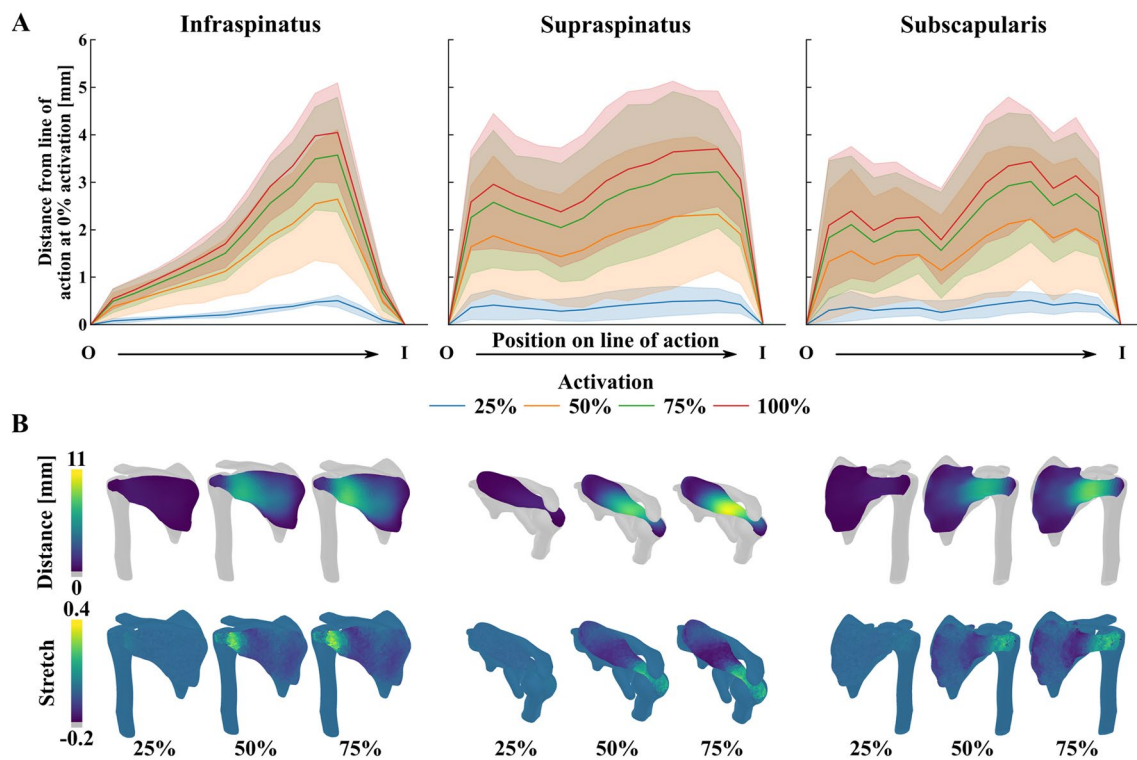 A
Infraspinatus
Supraspinatus
Subscapularis
Distance from line of
action at 0% activation [mm]
6
5
4
3
2
1
0
O
I
O
Position on line of action
I
O
I
Activation
25%
50%
75%
100%
B
Distance [mm]
11
0
Stretch
0.4
-0.2
25%
50%
75%
25%
50%
75%
25%
50%
75%